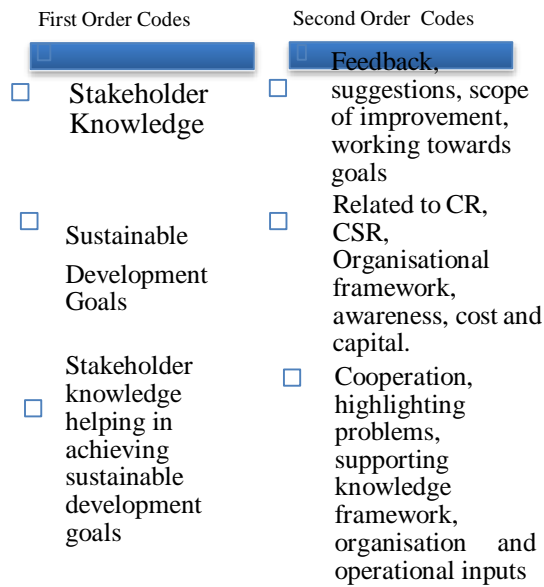 First Order Codes
Stakeholder
Knowledge
Sustainable
Development
Goals
Stakeholder
knowledge
helping in
achieving
sustainable
development
goals
Second Order Codes
Feedback,
suggestions, scope
of improvement,
working towards
goals
Related to CR,
CSR,
Organisational
framework,
awareness, cost and
capital.
Cooperation,
highlighting
problems,
supporting
knowledge
framework,
organisation and
operational inputs